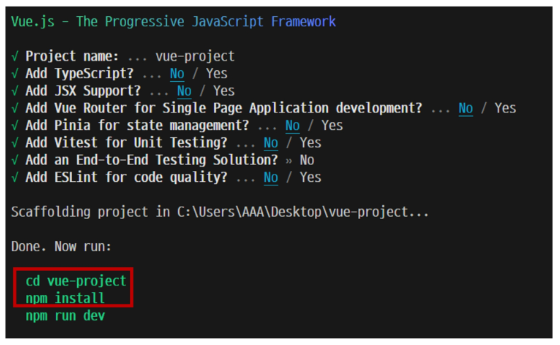 Vue.js - The Progressive JavaScript Framework
√ Project name: ... vue-project
√ Add TypeScript? ... No / Yes
√ Add JSX Support? ... No / Yes
√ Add Vue Router for Single Page Application development? ... No / Yes
√ Add Pinia for state management? ... No / Yes
√ Add Vitest for Unit Testing? ... No / Yes
√ Add an End-to-End Testing Solution? » No
√ Add ESLint for code quality? ... No / Yes
Scaffolding project in C:\Users\AAA\Desktop\vue-project...
Done. Now run:
cd vue-project
npm install
npm run dev